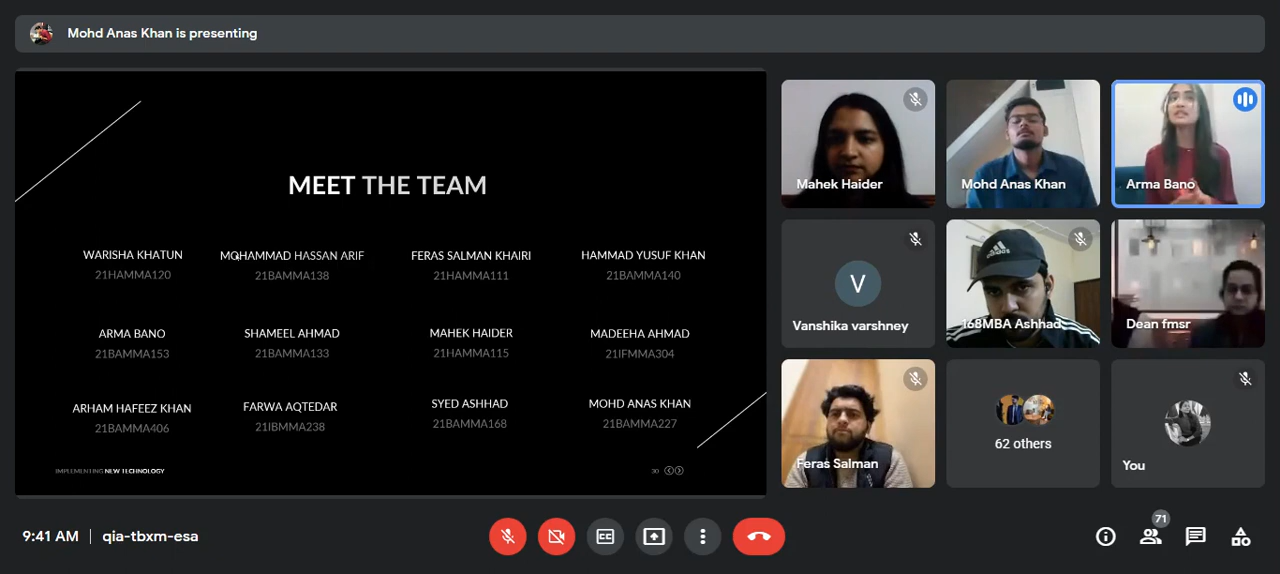 Mohd Anas Khan is presenting
MEET THE TEAM
WARISHA KHATUN
21HAMMA120
MOHAMMAD HASSAN ARIF
21BAMMA138
FERAS SALMAN KHAIRI
21HAMMA111
HAMMAD YUSUF KHAN
21BAMMA140
ARMA BANO
21BAMMA153
SHAMEEL AHMAD
21BAMMA133
MAHEK HAIDER
21HAMMA115
MADEEHA AHMAD
21IFMMA304
ARHAM HAFEEZ KHAN
21BAMMA406
FARWA AQTEDAR
21IBMMA238
SYED ASHHAD
21BAMMA168
MOHD ANAS KHAN
21BAMMA227
IMPLEMENTING NEW TECHNOLOGY
30
Mahek Haider
Mohd Anas Khan
Arma Bano
V
Vanshika varshney
adidas
168MBA Ashhad
Dean fmsr
Feras Salman
62 others
You
9:41 AM | qia-tbxm-esa
CC
71